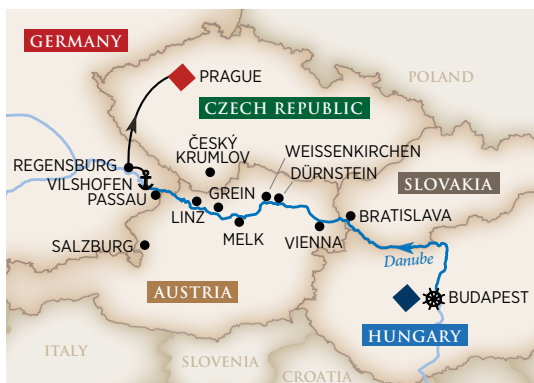 GERMANY
POLAND
PRAGUE
CZECH REPUBLIC
ČESKÝ
KRUMLOV
WEISSENKIRCHEN
DÜRNSTEIN
REGENSBURG
VILSHOFEN
PASSAU
GREIN
SLOVAKIA
LINZ
BRATISLAVA
MELK
VIENNA
SALZBURG
Danube
AUSTRIA
BUDAPEST
HUNGARY
ITALY
SLOVENIA
CROATIA